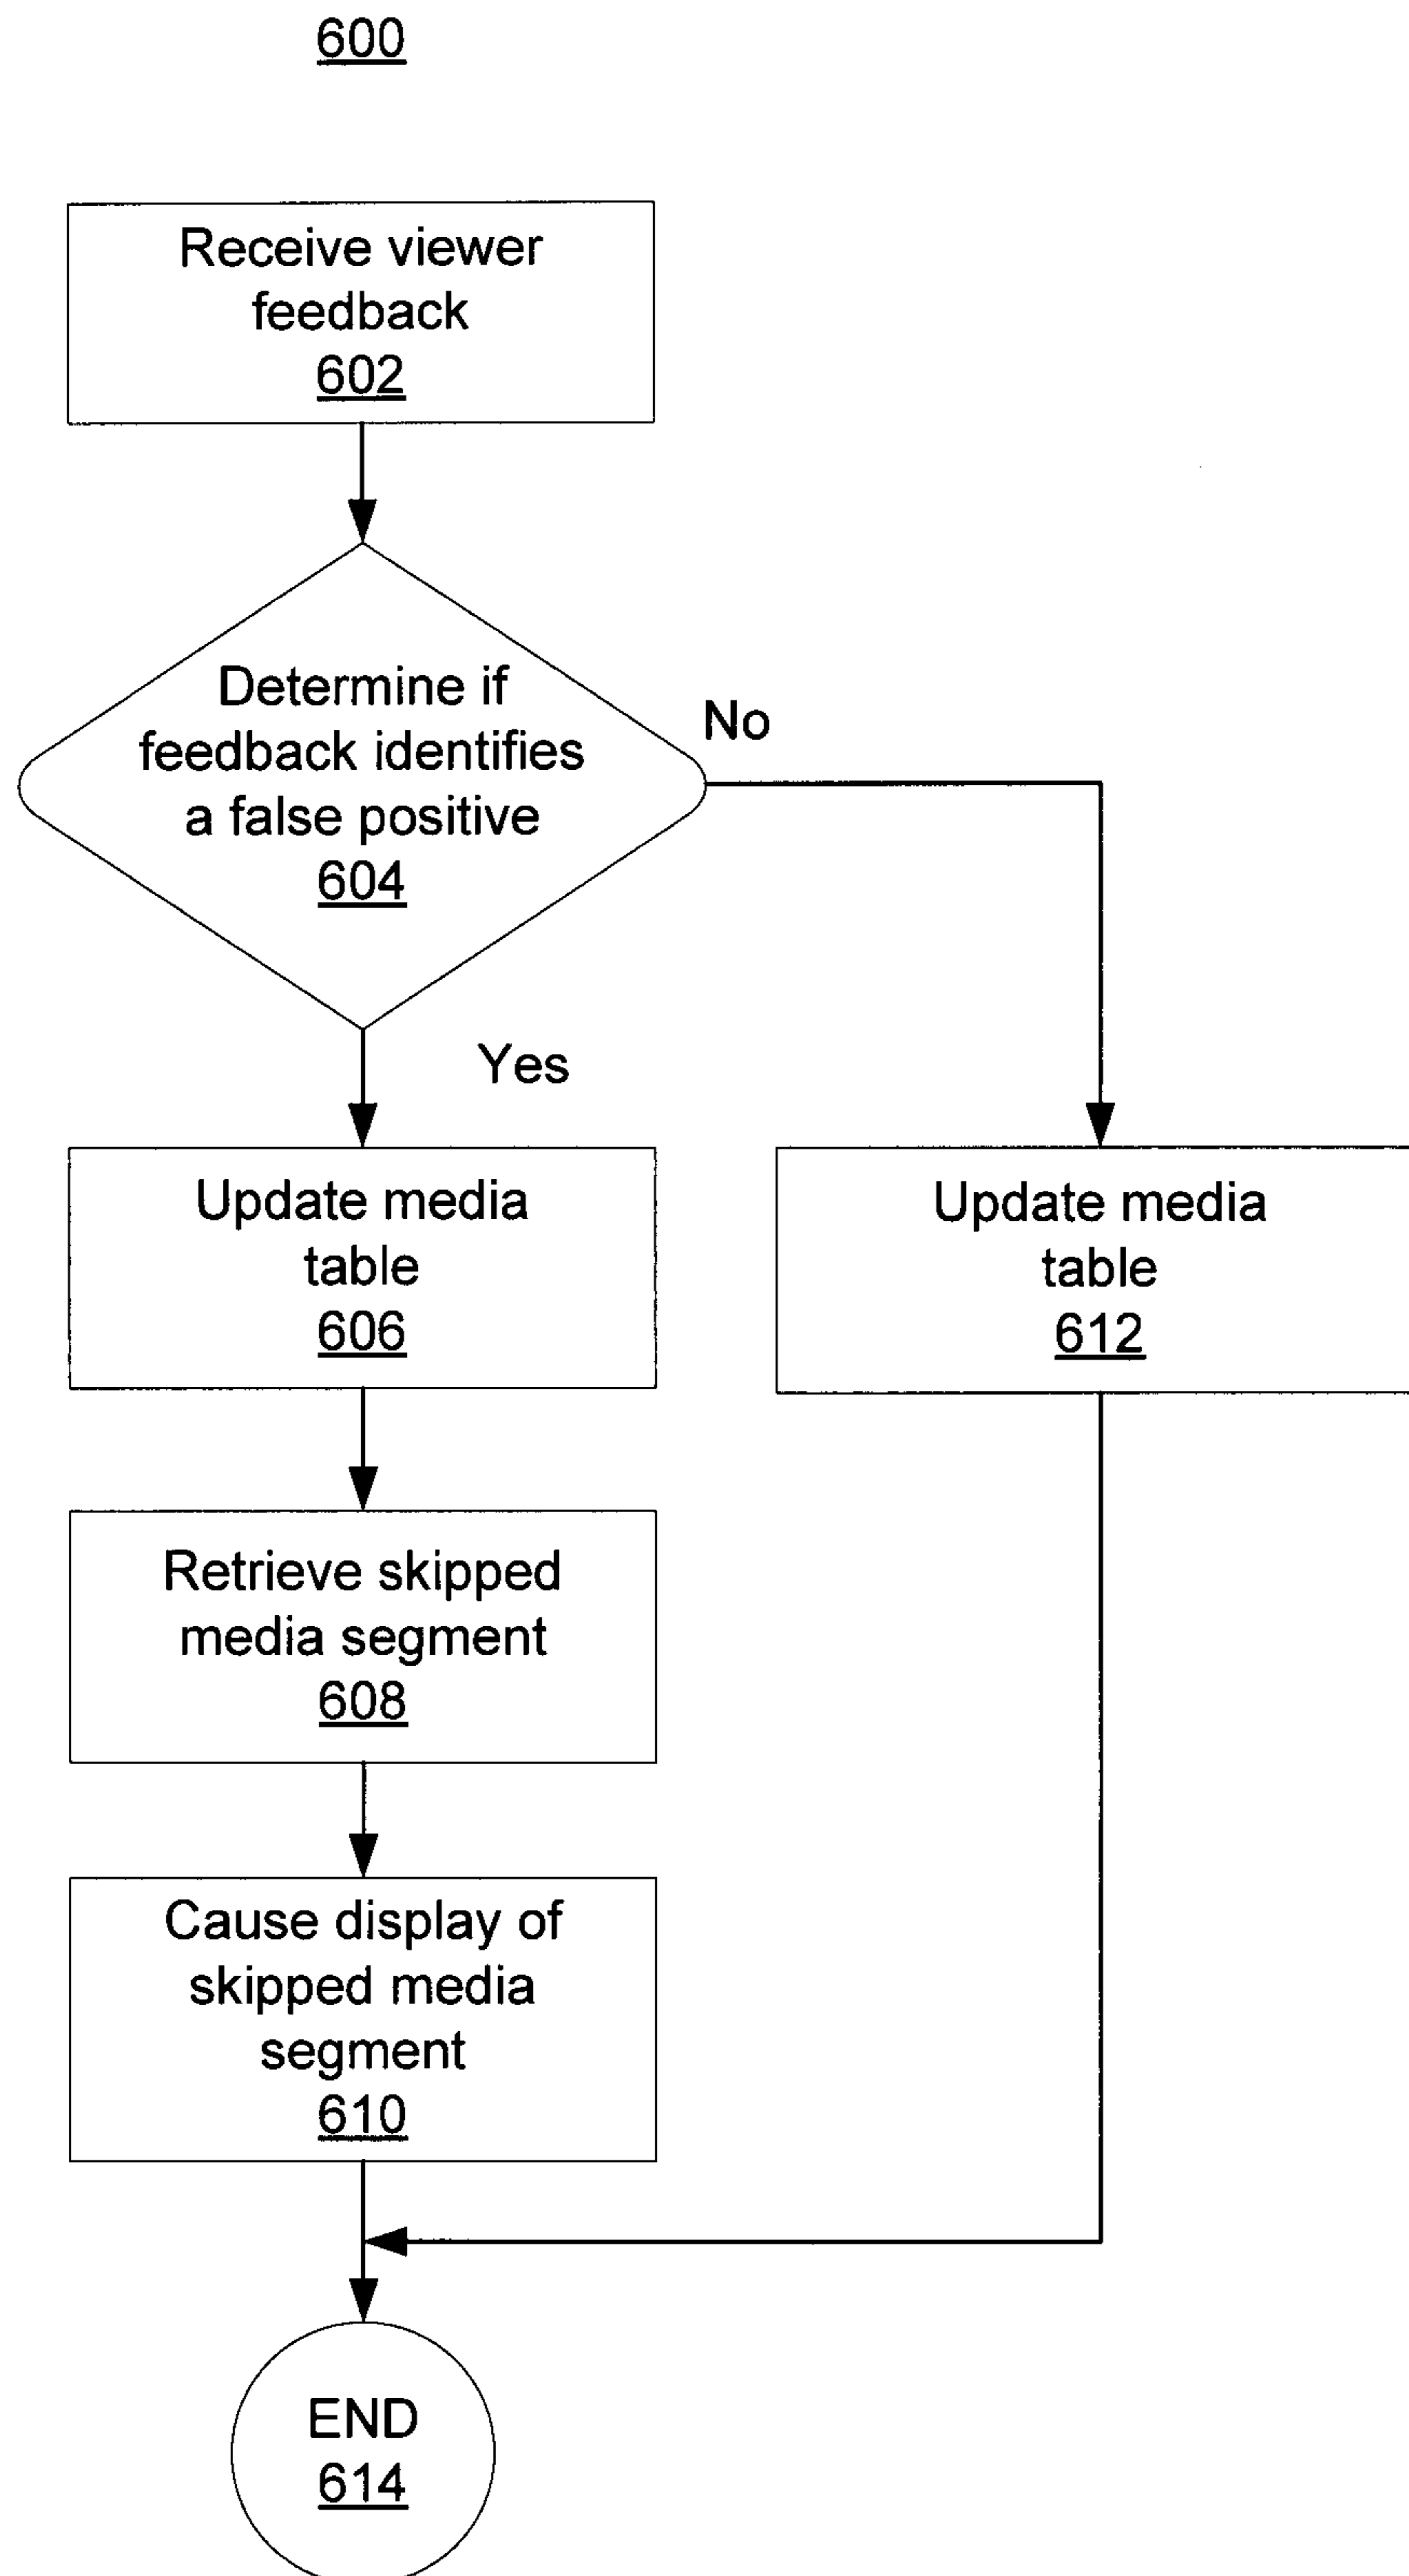 600
Receive viewer
feedback
602
Determine if
feedback identifies
a false positive
604
No
Yes
Update media
table
606
Update media
table
612
Retrieve skipped
media segment
608
Cause display of
skipped media
segment
610
END
614